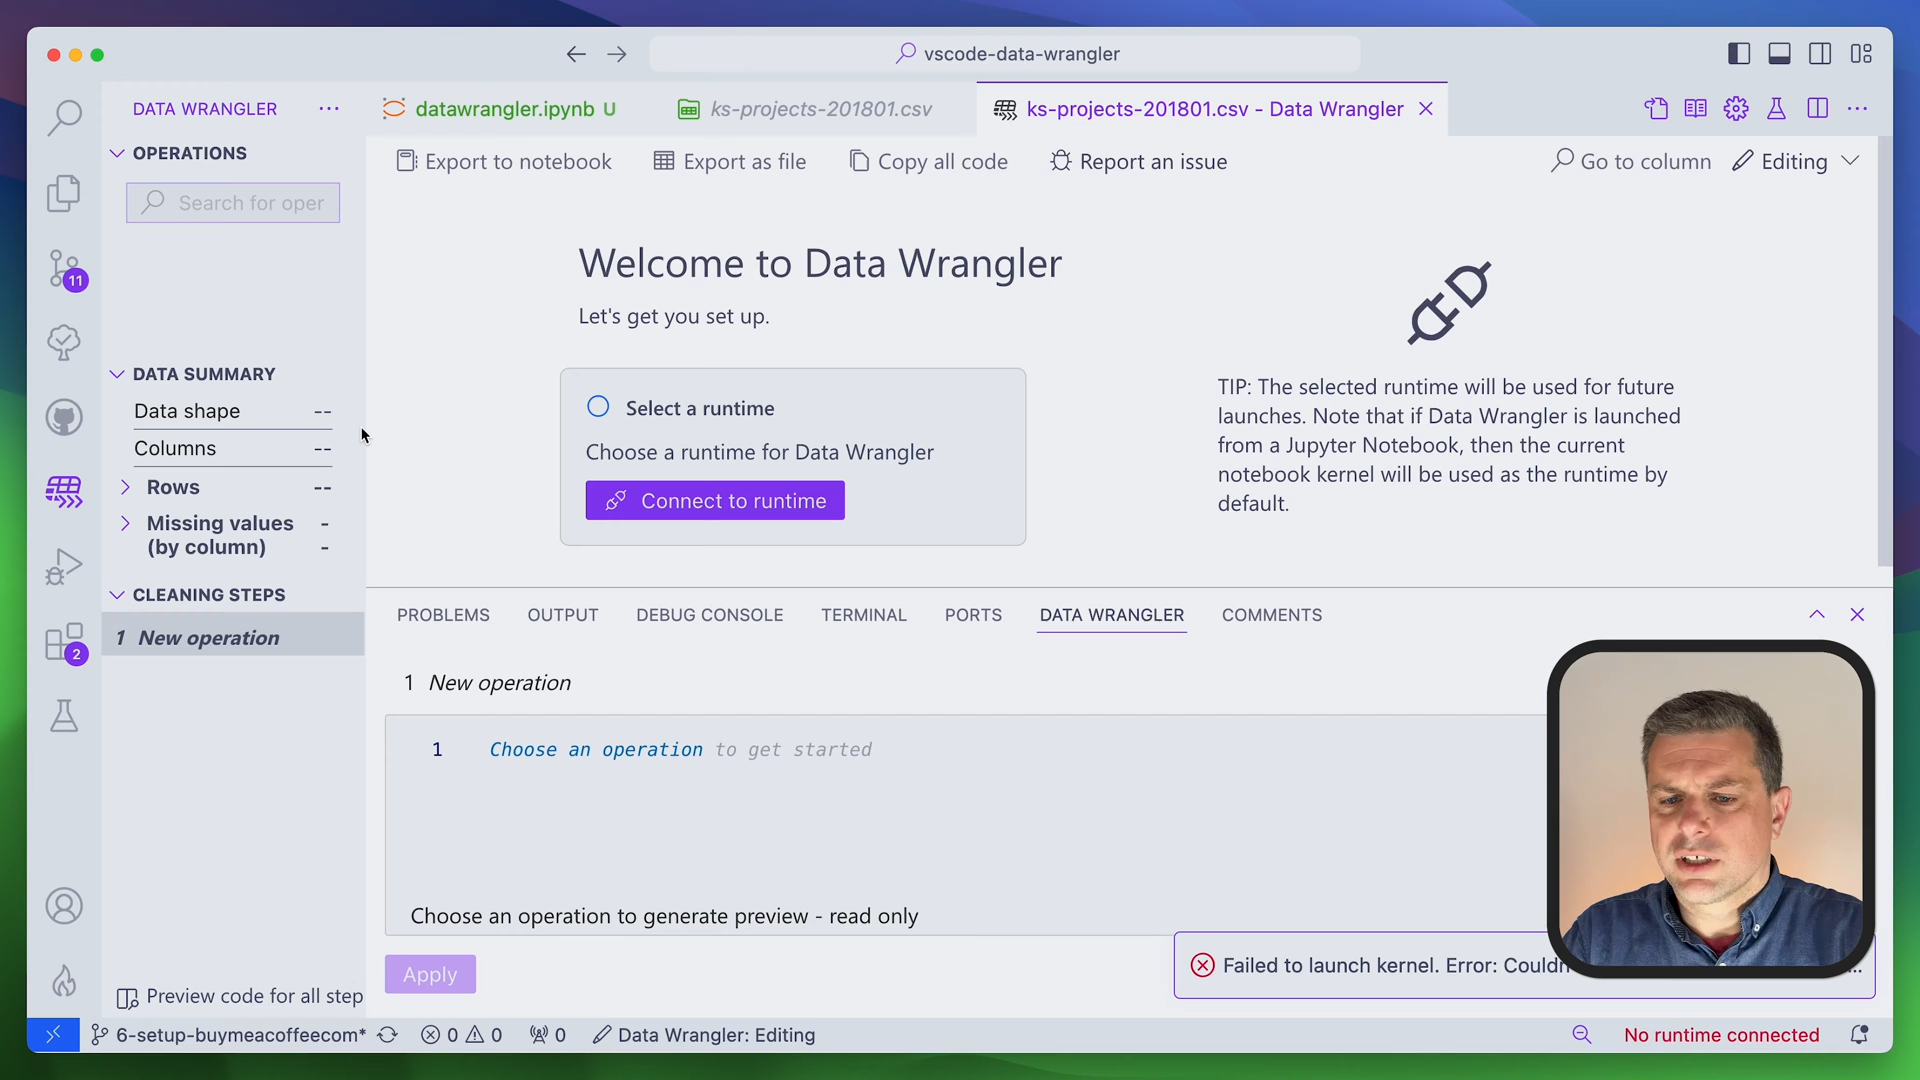 vscode-data-wrangler
DATA WRANGLER
datawrangler.ipynb U
ks-projects-201801.csv
ks-projects-201801.csv - Data Wrangler
OPERATIONS
Search for oper
Export to notebook
Export as file
Copy all code
Report an issue
Go to column
Editing
11
Welcome to Data Wrangler
Let's get you set up.
Select a runtime
Choose a runtime for Data Wrangler
Connect to runtime
TIP: The selected runtime will be used for future
launches. Note that if Data Wrangler is launched
from a Jupyter Notebook, then the current
notebook kernel will be used as the runtime by
default.
DATA SUMMARY
Data shape --
Columns --
Rows --
Missing values -
(by column) -
CLEANING STEPS
1 New operation
2
PROBLEMS OUTPUT DEBUG CONSOLE TERMINAL PORTS DATA WRANGLER COMMENTS
1 New operation
1 Choose an operation to get started
Choose an operation to generate preview - read only
Apply
Failed to launch kernel. Error: Could
Preview code for all step
6-setup-buymeacoffeecom*
0 0
0
Data Wrangler: Editing
No runtime connected